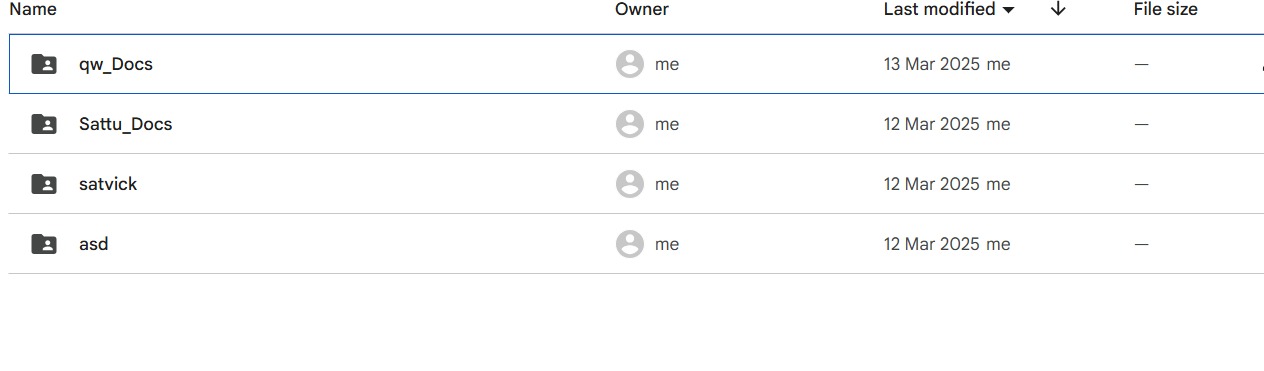 Name Owner Last modified File size
qw_Docs me 13 Mar 2025 me —
Sattu_Docs me 12 Mar 2025 me —
satvick me 12 Mar 2025 me —
asd me 12 Mar 2025 me —